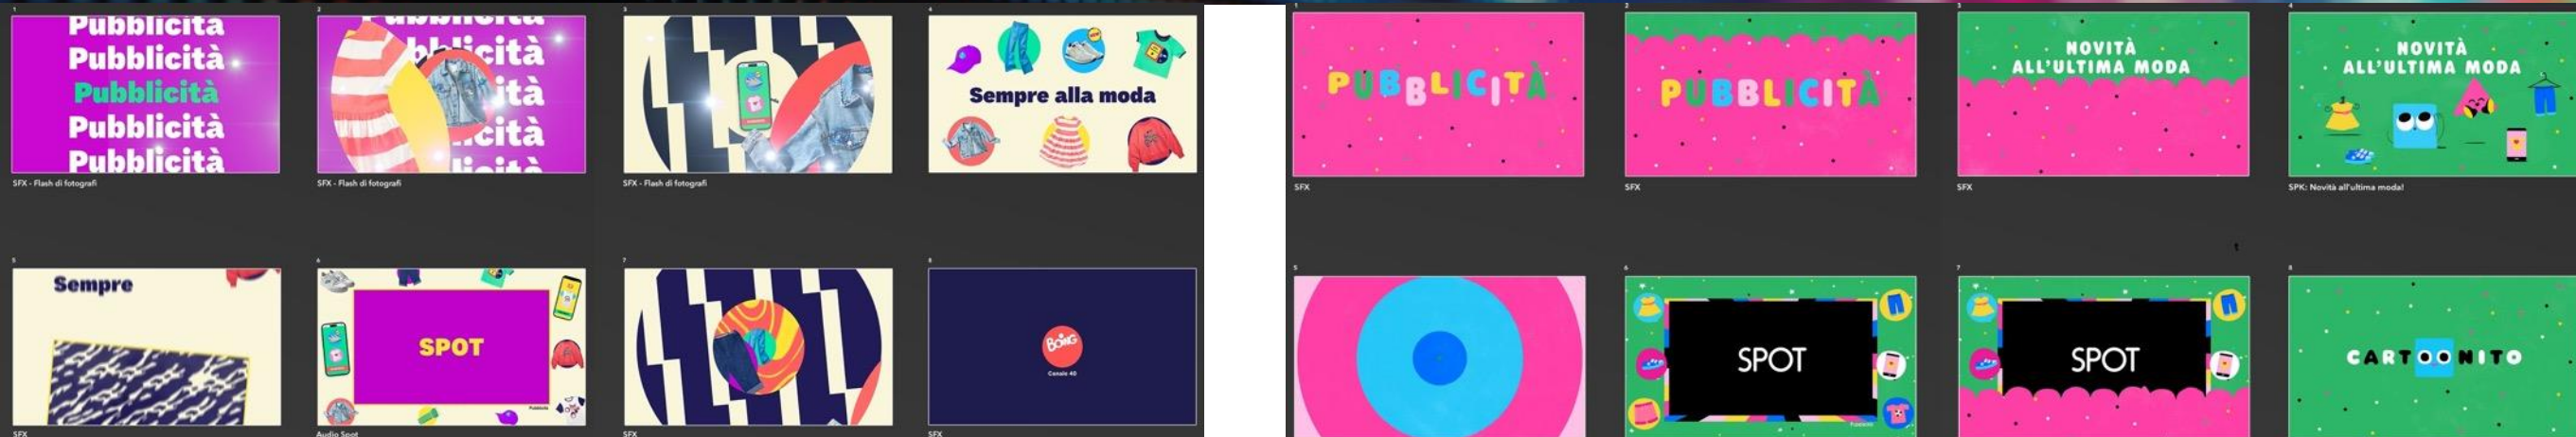 1
Pubblicità
Pubblicità
Pubblicità
Pubblicità
Pubblicità
SFX - Flash di fotografi
2
Pubblicità
SFX - Flash di fotografi
3
SFX - Flash di fotografi
4
Sempre alla moda
5
Sempre
SFX
6
SPOT
Pubblicità
Audio Spot
7
SFX
8
BOING
Canale 40
SFX
1
PUBBLICITÀ
SFX
2
PUBBLICITÀ
SFX
3
NOVITÀ
ALL'ULTIMA MODA
SFX
4
NOVITÀ
ALL'ULTIMA MODA
SPK: Novità all'ultima moda!
5
6
SPOT
Pubblicità
7
SPOT
8
CARTOONITO